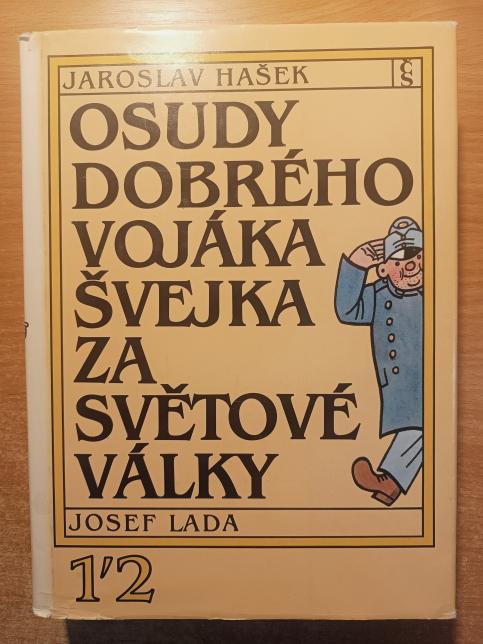 JAROSLAV HAŠEK
ČS
OSUDY
DOBRÉHO
VOJÁKA
ŠVEJKA
ZA
SVĚTOVÉ
VÁLKY
JOSEF LADA
1'2